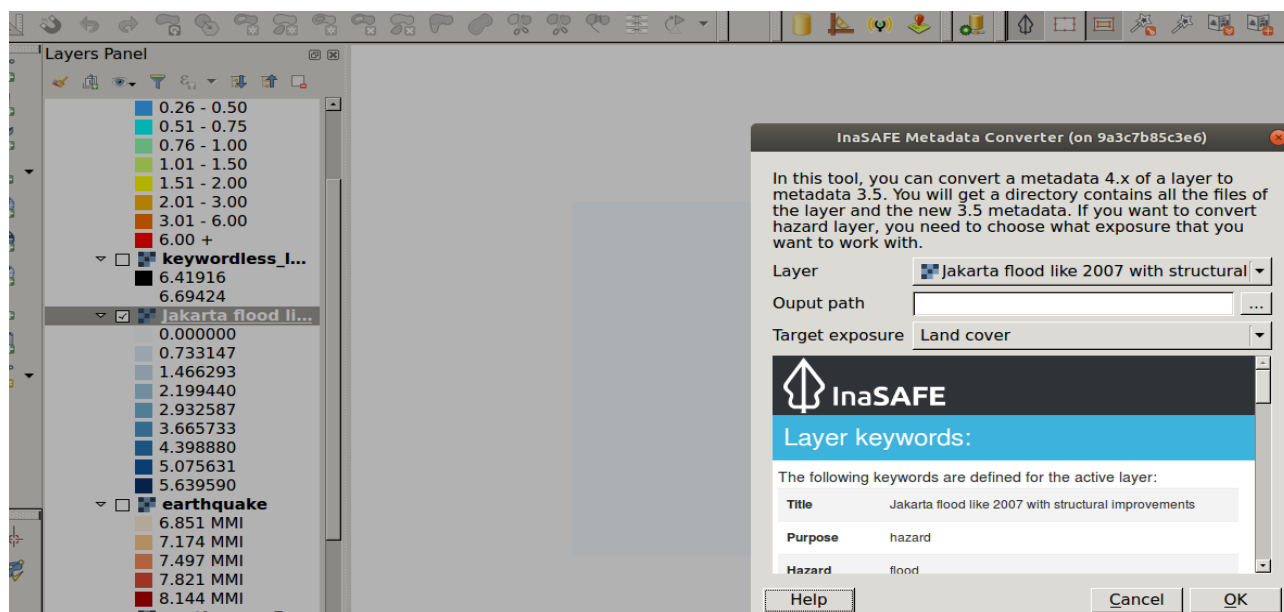 Layers Panel
0.26 - 0.50
0.51 - 0.75
0.76 - 1.00
1.01 - 1.50
1.51 - 2.00
2.01 - 3.00
3.01 - 6.00
6.00 +
keywordless_l...
6.41916
6.69424
Jakarta flood li...
0.000000
0.733147
1.466293
2.199440
2.932587
3.665733
4.398880
5.075631
5.639590
earthquake
6.851 MMI
7.174 MMI
7.497 MMI
7.821 MMI
8.144 MMI
InaSAFE Metadata Converter (on 9a3c7b85c3e6)
In this tool, you can convert a metadata 4.x of a layer to
metadata 3.5. You will get a directory contains all the files of
the layer and the new 3.5 metadata. If you want to convert
hazard layer, you need to choose what exposure that you
want to work with.
Layer Jakarta flood like 2007 with structural
Ouput path ...
Target exposure Land cover
InaSAFE
Layer keywords:
The following keywords are defined for the active layer:
Title Jakarta flood like 2007 with structural improvements
Purpose hazard
Hazard flood
Help Cancel OK